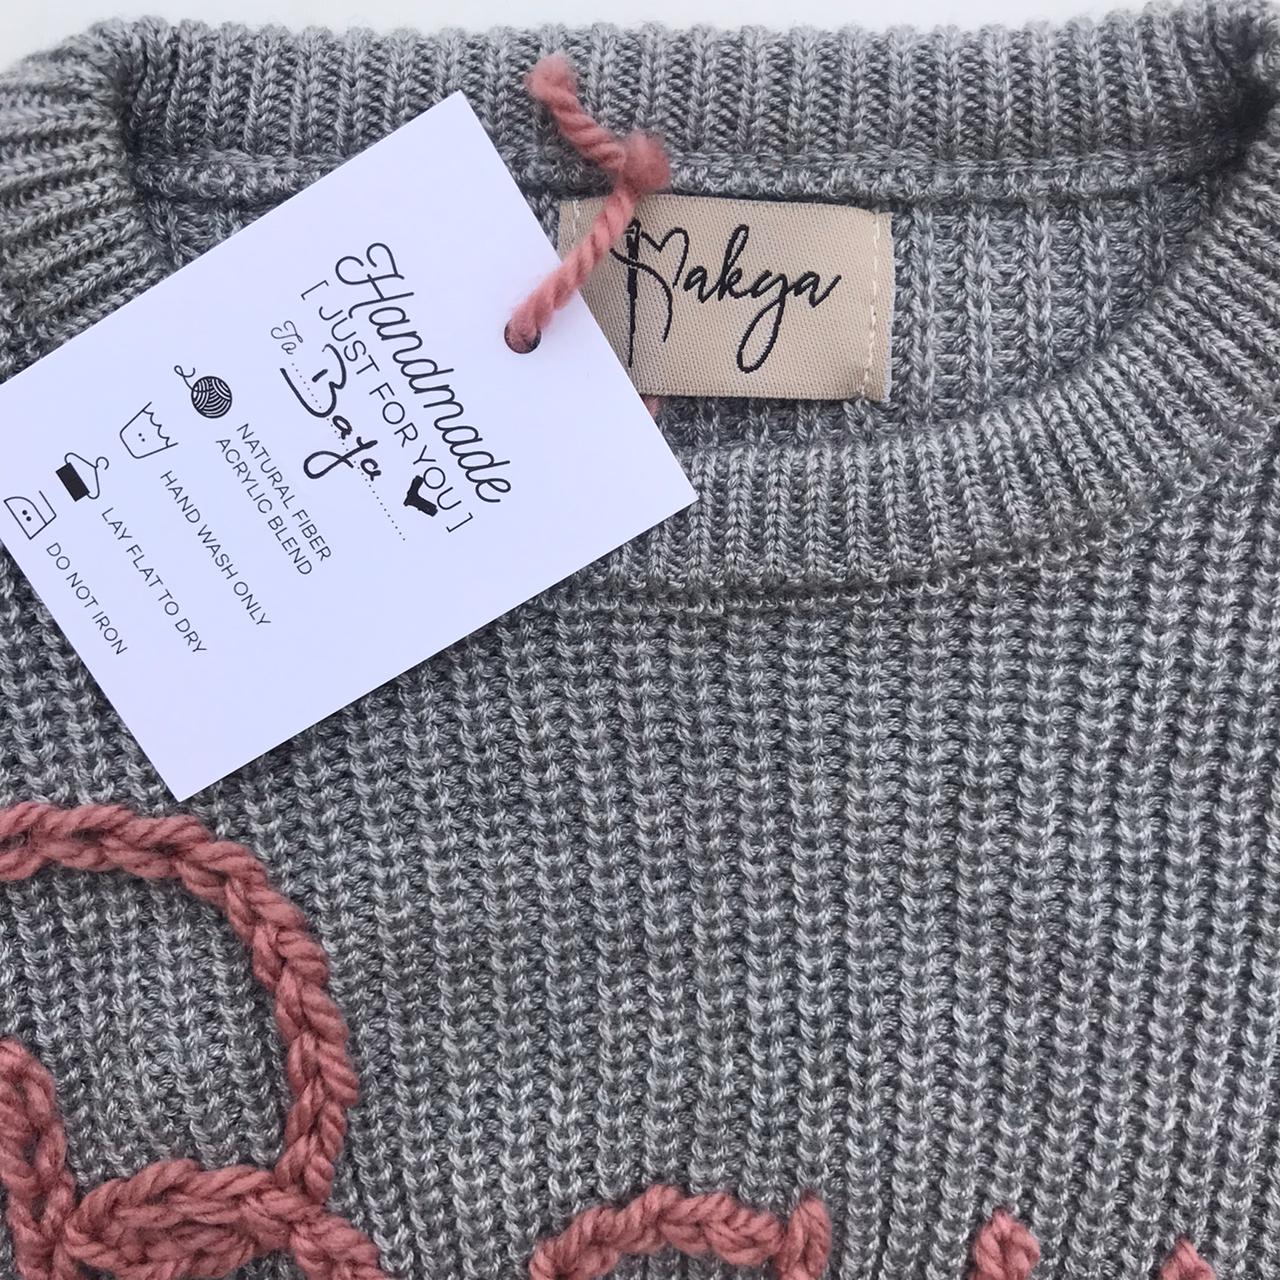 Handmade
[ JUST FOR YOU ]
To Baya
NATURAL FIBER
ACRYLIC BLEND
HAND WASH ONLY
LAY FLAT TO DRY
DO NOT IRON
Makya